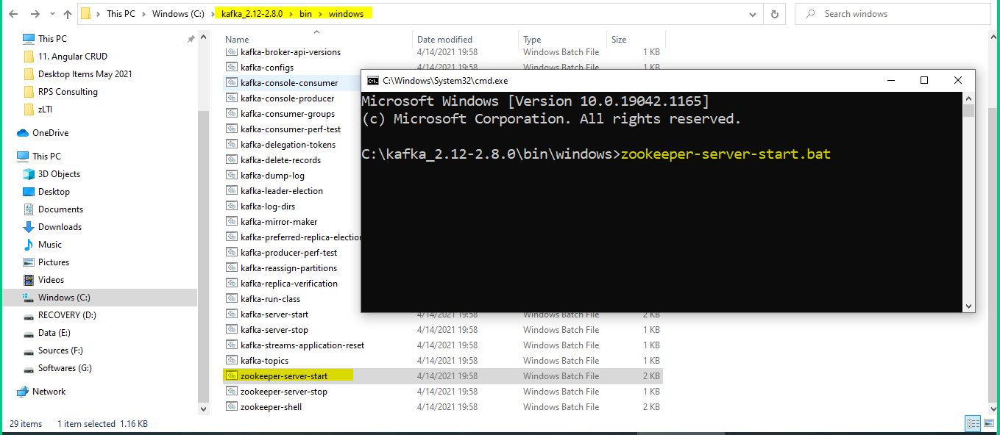 This PC > Windows (C:) > kafka_2.12-2.8.0 > bin > windows
Search windows
This PC
11. Angular CRUD
Desktop Items May 2021
RPS Consulting
zLTI
OneDrive
This PC
3D Objects
Desktop
Documents
Downloads
Music
Pictures
Videos
Windows (C:)
RECOVERY (D:)
Data (E:)
Sources (F:)
Softwares (G:)
Network
Name Date modified Type Size
kafka-broker-api-versions 4/14/2021 19:58 Windows Batch File 1 KB
kafka-configs 4/14/2021 19:58 Windows Batch File 1 KB
kafka-console-consumer
kafka-console-producer
kafka-consumer-groups
kafka-consumer-perf-test
kafka-delegation-tokens
kafka-delete-records
kafka-dump-log
kafka-leader-election
kafka-log-dirs
kafka-mirror-maker
kafka-preferred-replica-election
kafka-producer-perf-test
kafka-reassign-partitions
kafka-replica-verification
kafka-run-class
kafka-server-start 4/14/2021 19:58 Windows Batch File 2 KB
kafka-server-stop 4/14/2021 19:58 Windows Batch File 1 KB
kafka-streams-application-reset 4/14/2021 19:58 Windows Batch File 1 KB
kafka-topics 4/14/2021 19:58 Windows Batch File 1 KB
zookeeper-server-start 4/14/2021 19:58 Windows Batch File 2 KB
zookeeper-server-stop 4/14/2021 19:58 Windows Batch File 1 KB
zookeeper-shell 4/14/2021 19:58 Windows Batch File 2 KB
C:\Windows\System32\cmd.exe
Microsoft Windows [Version 10.0.19042.1165]
(c) Microsoft Corporation. All rights reserved.
C:\kafka_2.12-2.8.0\bin\windows>zookeeper-server-start.bat
29 items 1 item selected 1.16 KB